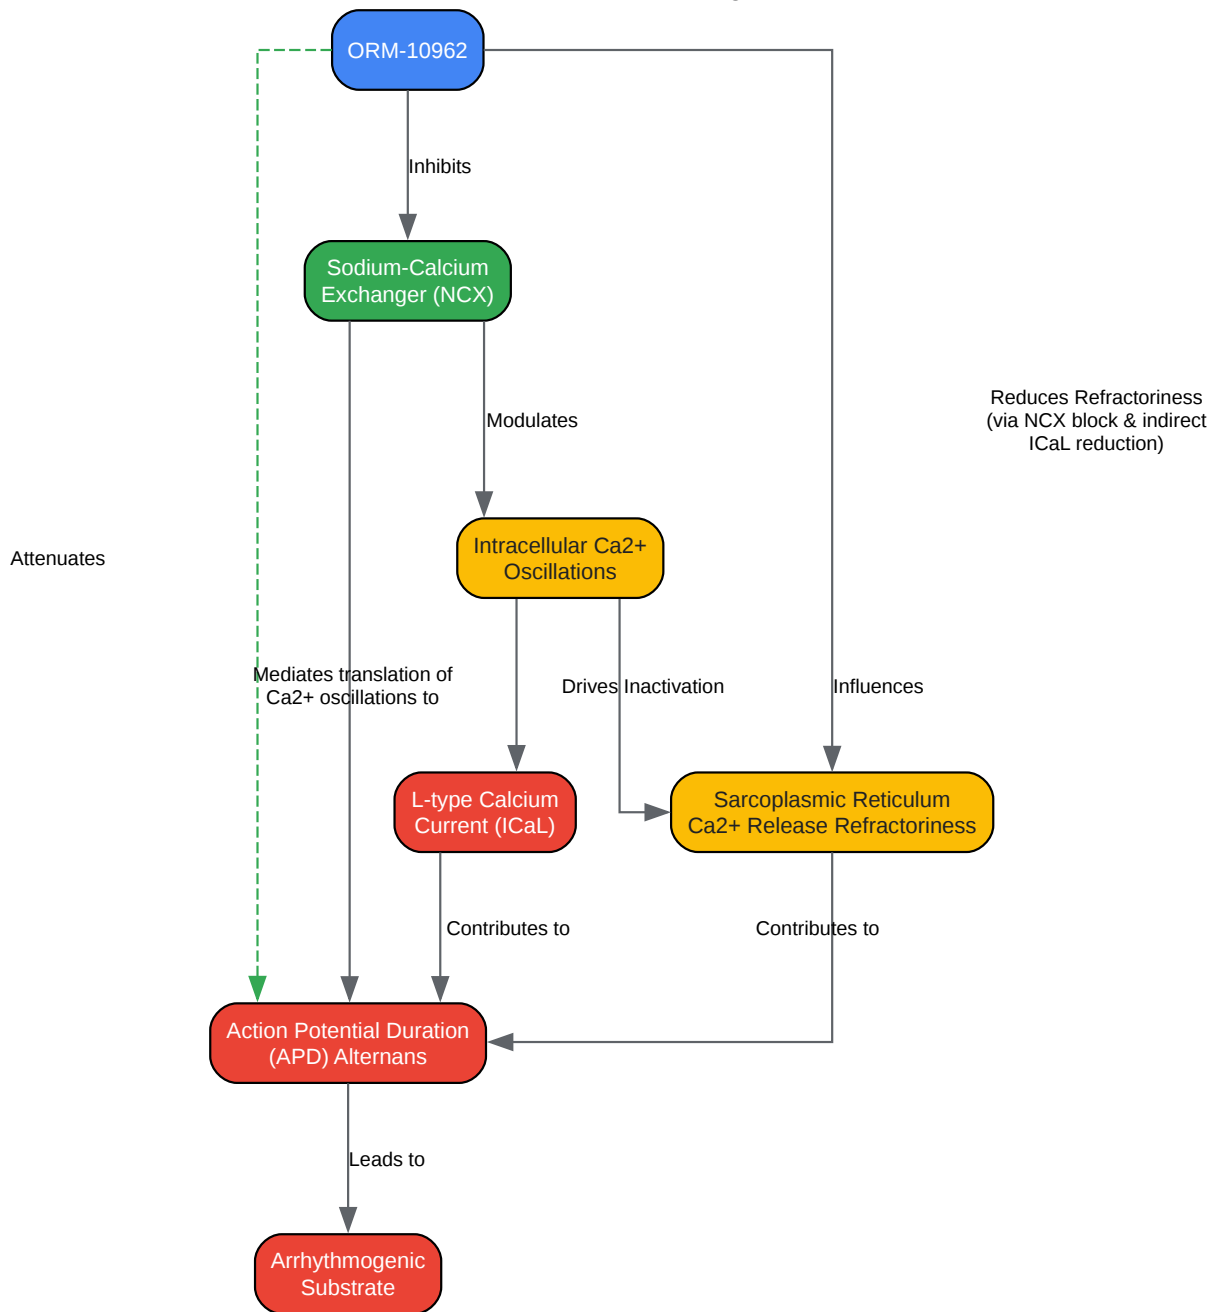 ORM-10962
Inhibits
Sodium-Calcium
Exchanger (NCX)
Reduces Refractoriness
(via NCX block & indirect
ICaL reduction)
Modulates
Attenuates
Intracellular Ca2+
Oscillations
Mediates translation of
Ca2+ oscillations to
Drives Inactivation
Influences
L-type Calcium
Current (ICaL)
Sarcoplasmic Reticulum
Ca2+ Release Refractoriness
Contributes to
Contributes to
Action Potential Duration
(APD) Alternans
Leads to
Arrhythmogenic
Substrate